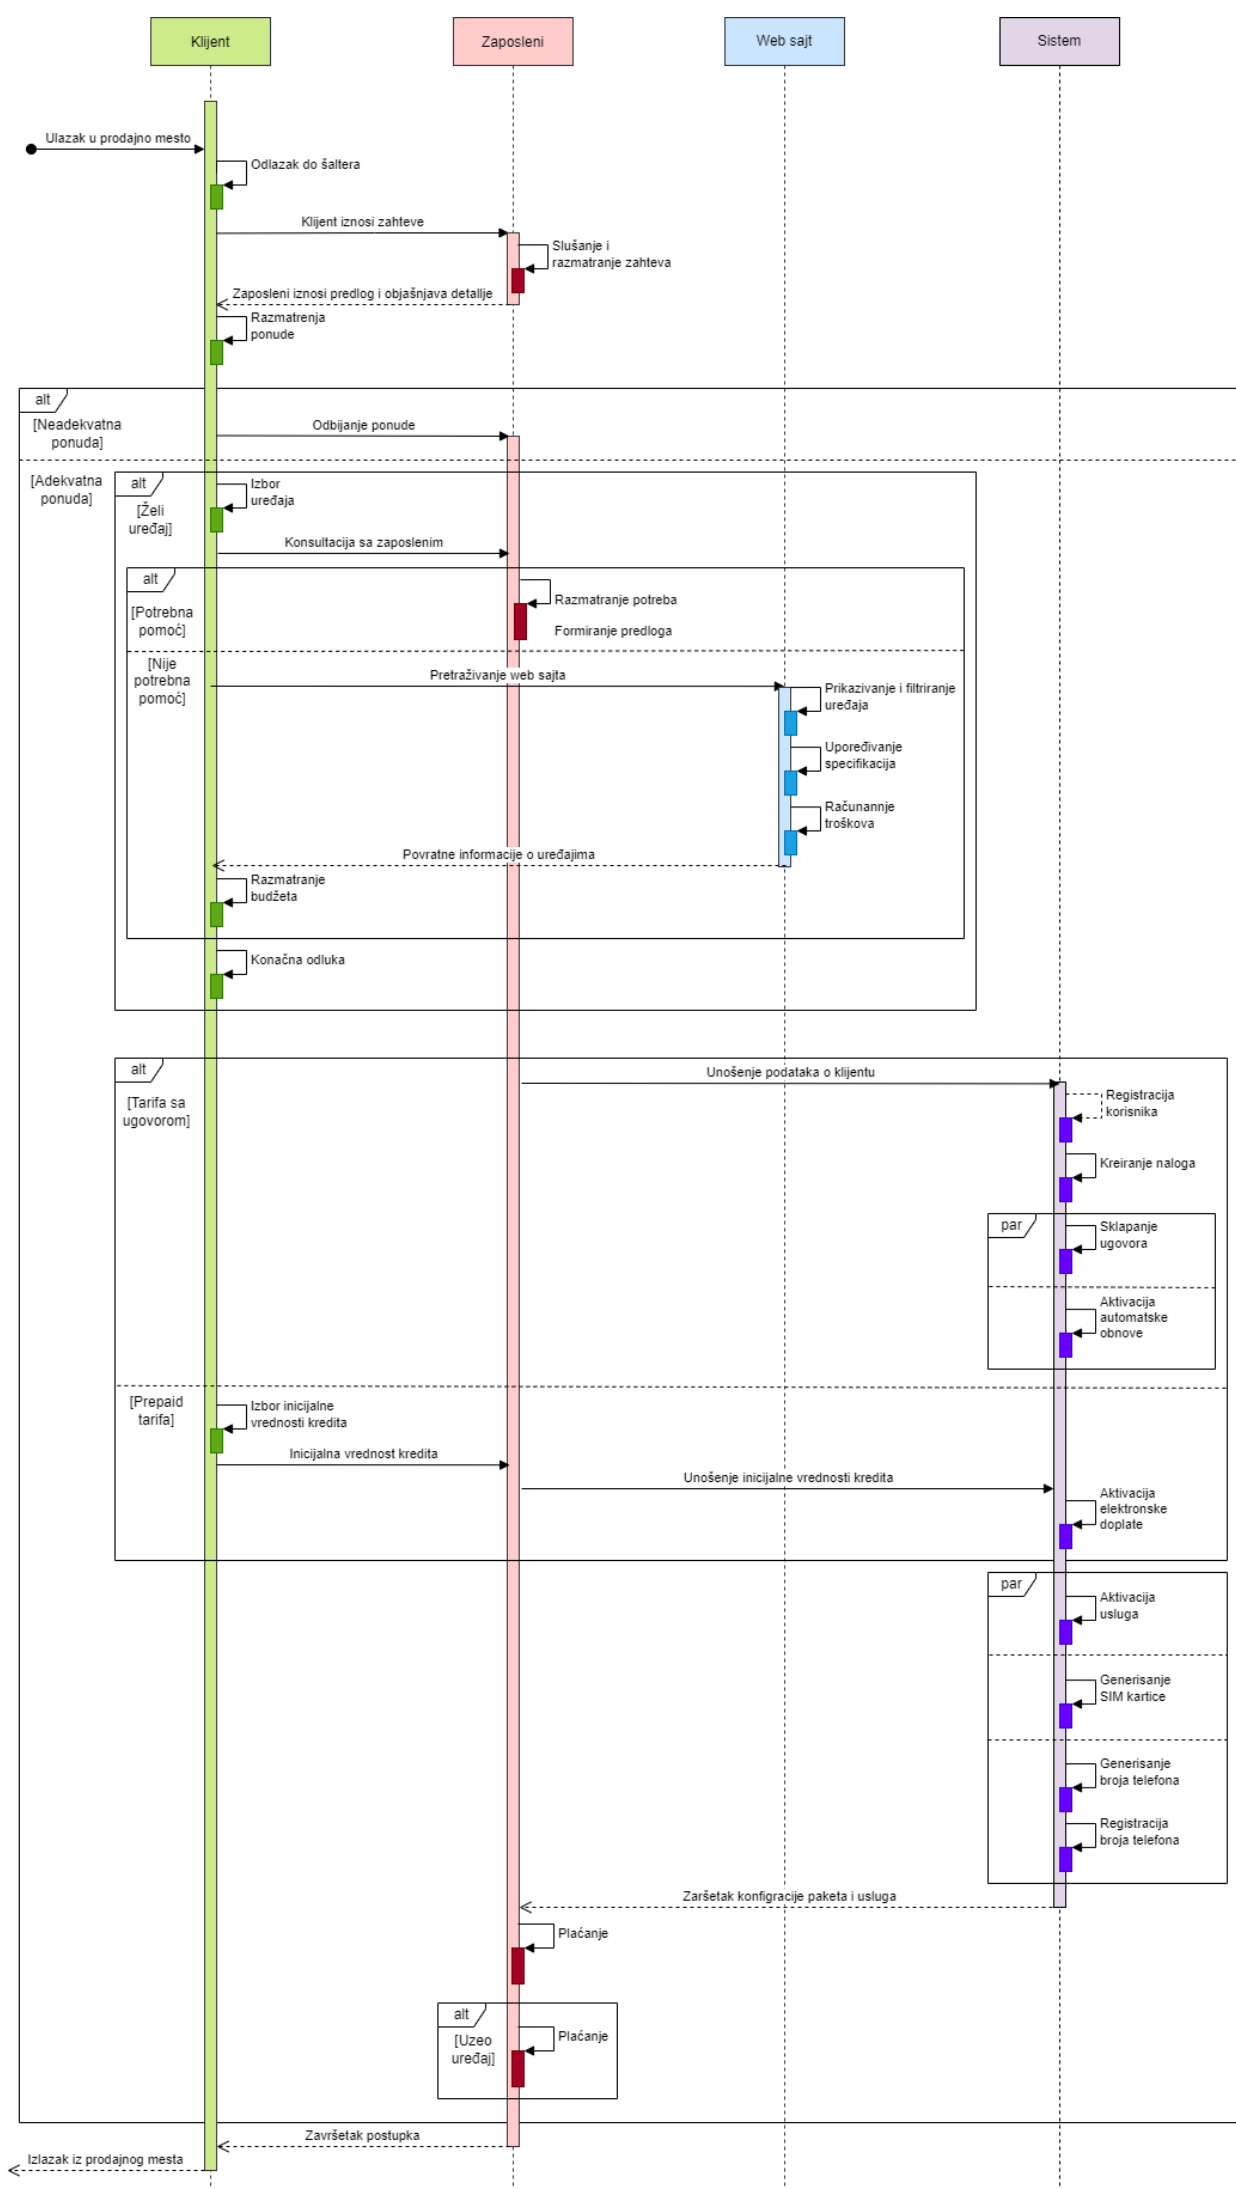 Klijent
Zaposleni
Web sajt
Sistem
Ulazak u prodajno mesto
Odlazak do šaltera
Klijent iznosi zahteve
Slušanje i
razmatranje zahteva
Zaposleni iznosi predlog i objašnjava detallje
Razmatrenja
ponude
alt
[Neadekvatna
ponuda]
Odbijanje ponude
[Adekvatna
ponuda]
alt
[Želi
uređaj]
Izbor
uređaja
Konsultacija sa zaposlenim
alt
[Potrebna
pomoć]
Razmatranje potreba
Formiranje predloga
[Nije
potrebna
pomoć]
Pretraživanje web sajta
Prikazivanje i filtriranje
uređaja
Upoređivanje
specifikacija
Računannje
troškova
Povratne informacije o uređajima
Razmatranje
budžeta
Konačna odluka
alt
[Tarifa sa
ugovorom]
Unošenje podataka o klijentu
Registracija
korisnika
Kreiranje naloga
par
Sklapanje
ugovora
Aktivacija
automatske
obnove
[Prepaid
tarifa]
Izbor inicijalne
vrednosti kredita
Inicijalna vrednost kredita
Unošenje inicijalne vrednosti kredita
Aktivacija
elektronske
doplate
par
Aktivacija
usluga
Generisanje
SIM kartice
Generisanje
broja telefona
Registracija
broja telefona
Zaršetak konfigracije paketa i usluga
Plaćanje
alt
[Uzeo
uređaj]
Plaćanje
Završetak postupka
Izlazak iz prodajnog mesta